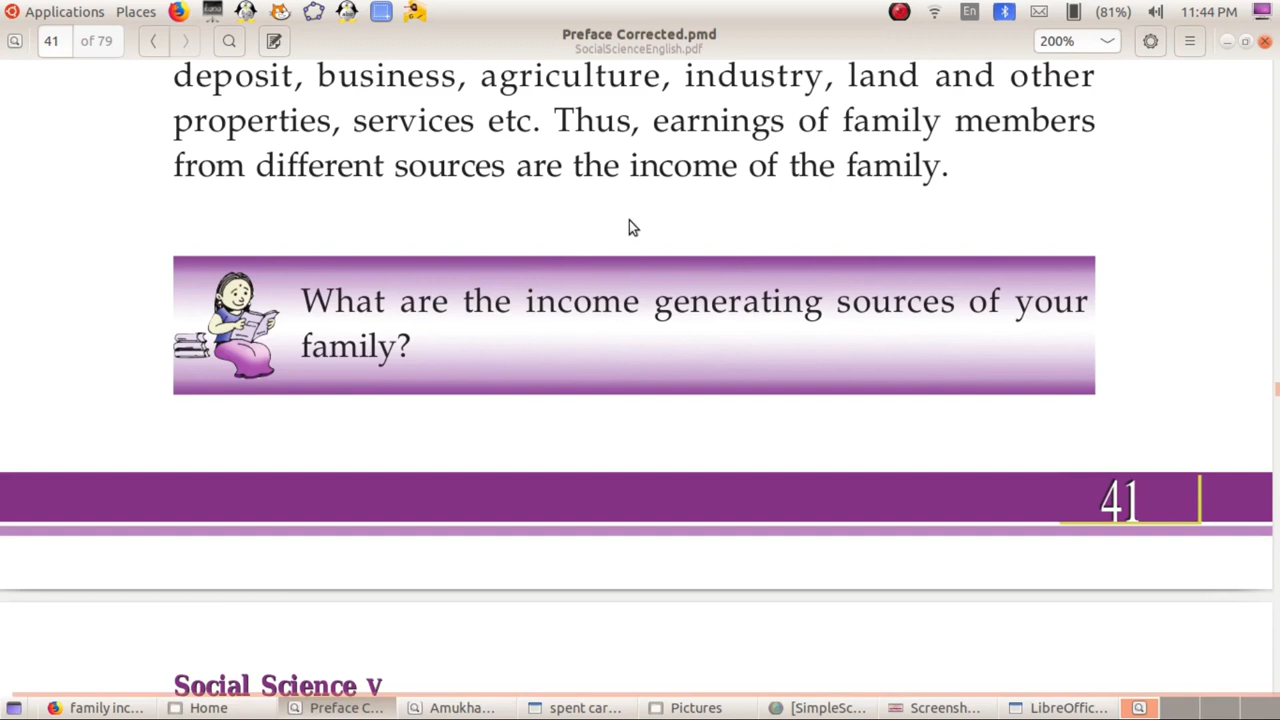 Applications Places En (81%) 11:44 PM
41 of 79 Preface Corrected.pmd 200%
SocialScienceEnglish.pdf
deposit, business, agriculture, industry, land and other
properties, services etc. Thus, earnings of family members
from different sources are the income of the family.
What are the income generating sources of your
family?
41
Social Science V
family inc... Home Preface C... Amukha... spent car... Pictures [SimpleSc... Screensh... LibreOffic...